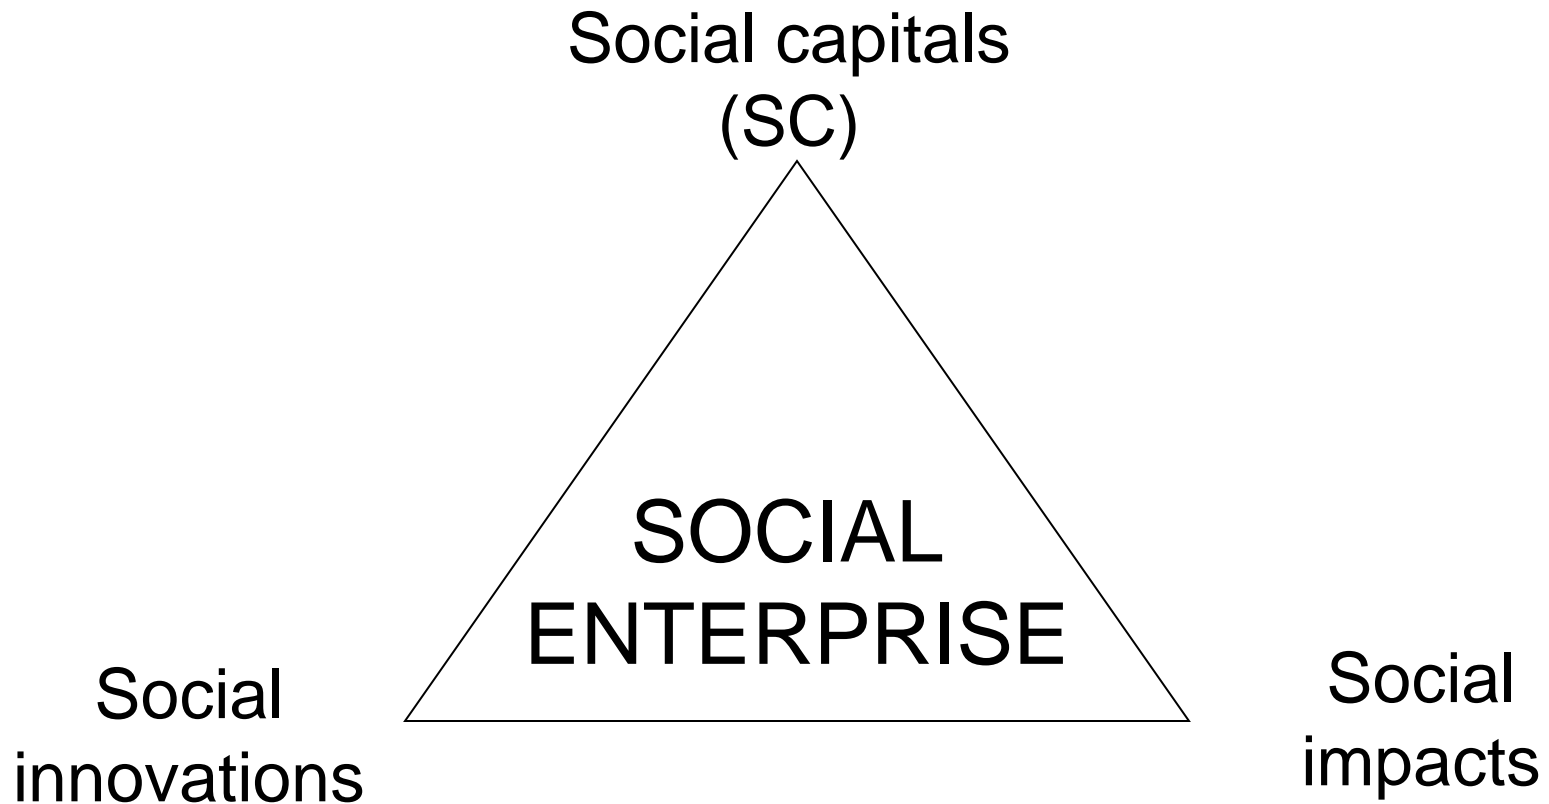 Social capitals
(SC)
SOCIAL
ENTERPRISE
Social
innovations
Social
impacts